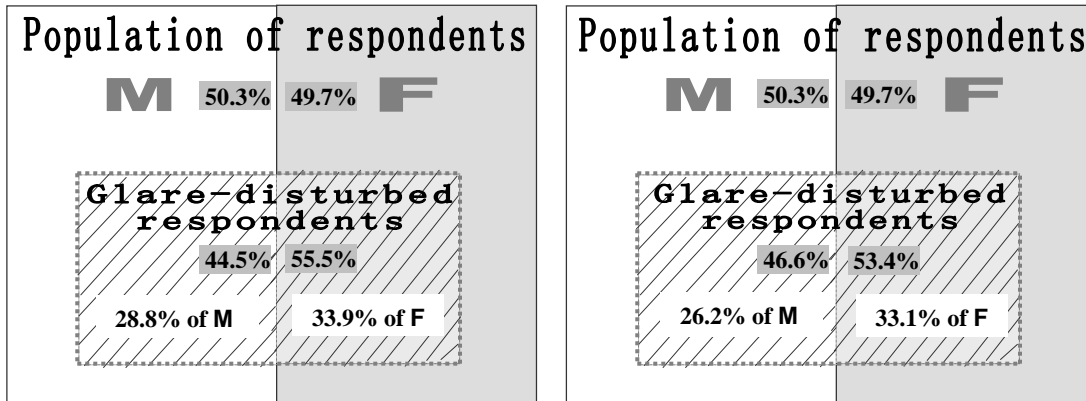 Population of respondents
M 50.3% 49.7% F
Glare-disturbed
respondents
44.5% 55.5%
28.8% of M 33.9% of F
Population of respondents
M 50.3% 49.7% F
Glare-disturbed
respondents
46.6% 53.4%
26.2% of M 33.1% of F